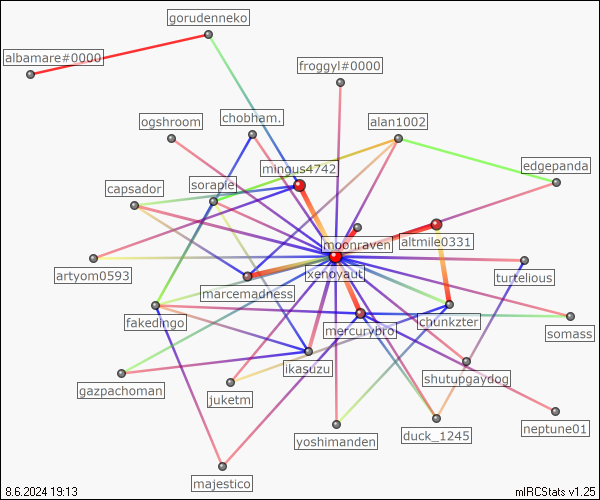 gorudenneko
albamare#0000
froggyl#0000
ogshroom
chobham.
alan1002
mingus4742
edgepanda
capsador
sorapiel
moonraven
altmile0331
artyom0593
xenoyaut
turtelious
marcemadness
fakedingo
mercurybro
chunkzter
somass
ikasuzu
shutupgaydog
gazpachoman
juketm
neptune01
yoshimanden
duck_1245
majestico
8.6.2024 19:13
mIRCStats v1.25